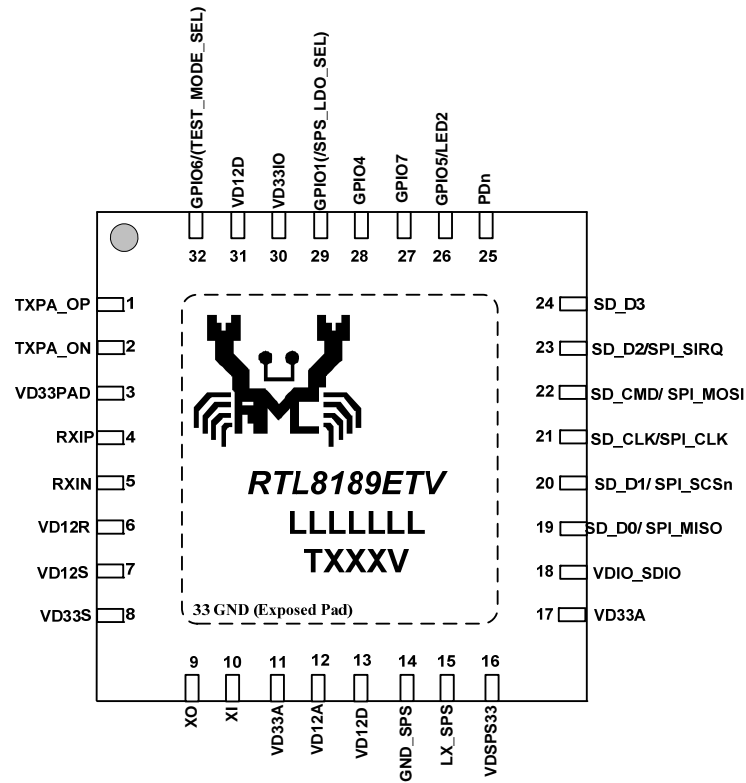 GPIO6/(TEST_MODE_SEL)
VD12D
VD33IO
GPIO1(/SPS_LDO_SEL)
GPIO4
GPIO7
GPIO5/LED2
PDn
32
31
30
29
28
27
26
25
TXPA_OP 1
TXPA_ON 2
VD33PAD 3
RXIP 4
RXIN 5
VD12R 6
VD12S 7
VD33S 8
24 SD_D3
23 SD_D2/SPI_SIRQ
22 SD_CMD/ SPI_MOSI
21 SD_CLK/SPI_CLK
20 SD_D1/ SPI_SCSn
19 SD_D0/ SPI_MISO
18 VDIO_SDIO
17 VD33A
RTL8189ETV
LLLLLLL
TXXXV
33 GND (Exposed Pad)
9
10
11
12
13
14
15
16
XO
XI
VD33A
VD12A
VD12D
GND_SPS
LX_SPS
VDSPS33